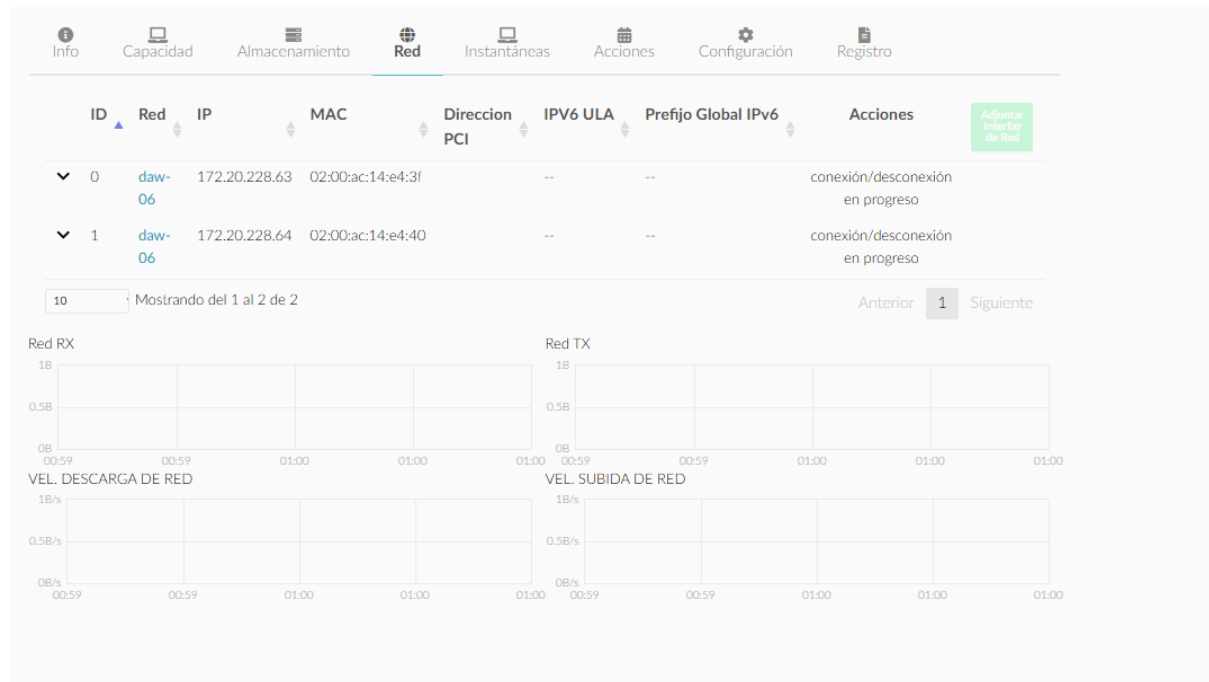 Info Capacidad Almacenamiento Red Instantáneas Acciones Configuración Registro
ID Red IP MAC Direccion PCI IPV6 ULA Prefijo Global IPv6 Acciones Adjuntar Interfaz de Red
0 daw-06 172.20.228.63 02:00:ac:14:e4:3f -- -- conexión/desconexión en progreso
1 daw-06 172.20.228.64 02:00:ac:14:e4:40 -- -- conexión/desconexión en progreso
10 Mostrando del 1 al 2 de 2 Anterior 1 Siguiente
Red RX
1B
0.5B
0B
00:59 00:59 01:00 01:00 01:00
Red TX
1B
0.5B
0B
00:59 00:59 01:00 01:00 01:00
VEL. DESCARGA DE RED
1B/s
0.5B/s
0B/s
00:59 00:59 01:00 01:00 01:00
VEL. SUBIDA DE RED
1B/s
0.5B/s
0B/s
00:59 00:59 01:00 01:00 01:00